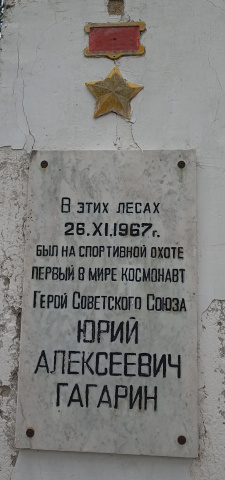 В этих лесах
26.XI.1967г.
был на спортивной охоте
первый в мире космонавт
Герой Советского Союза
ЮРИЙ
АЛЕКСЕЕВИЧ
ГАГАРИН